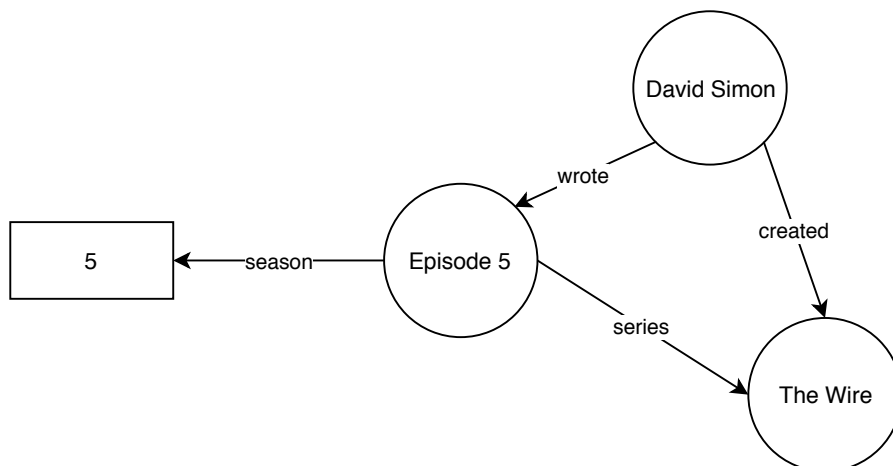 David Simon
wrote
created
5
season
Episode 5
series
The Wire